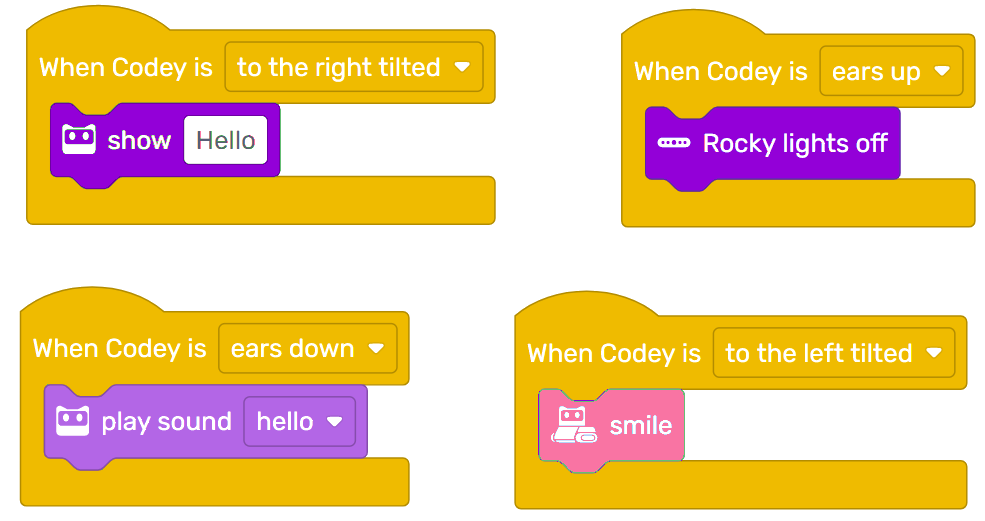 When Codey is to the right tilted
show Hello
When Codey is ears up
Rocky lights off
When Codey is ears down
play sound hello
When Codey is to the left tilted
smile